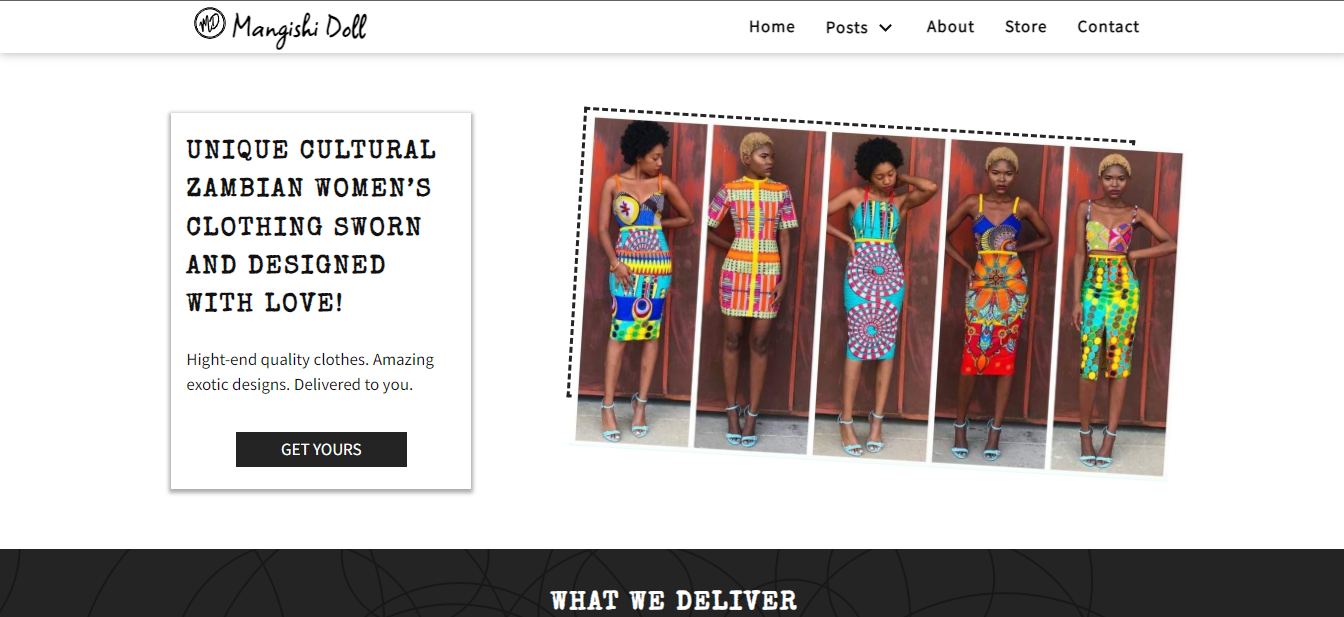 MD Mangishi Doll
Home Posts About Store Contact
UNIQUE CULTURAL
ZAMBIAN WOMEN’S
CLOTHING SWORN
AND DESIGNED
WITH LOVE!
Hight-end quality clothes. Amazing
exotic designs. Delivered to you.
GET YOURS
WHAT WE DELIVER